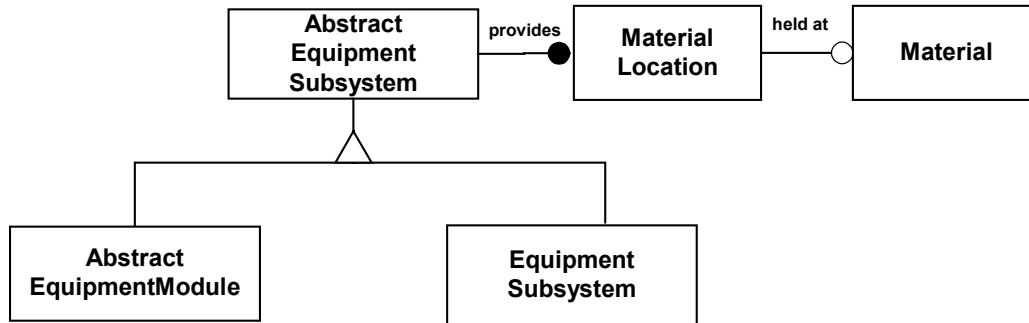 Abstract
Equipment
Subsystem
provides
Material
Location
held at
Material
Abstract
EquipmentModule
Equipment
Subsystem